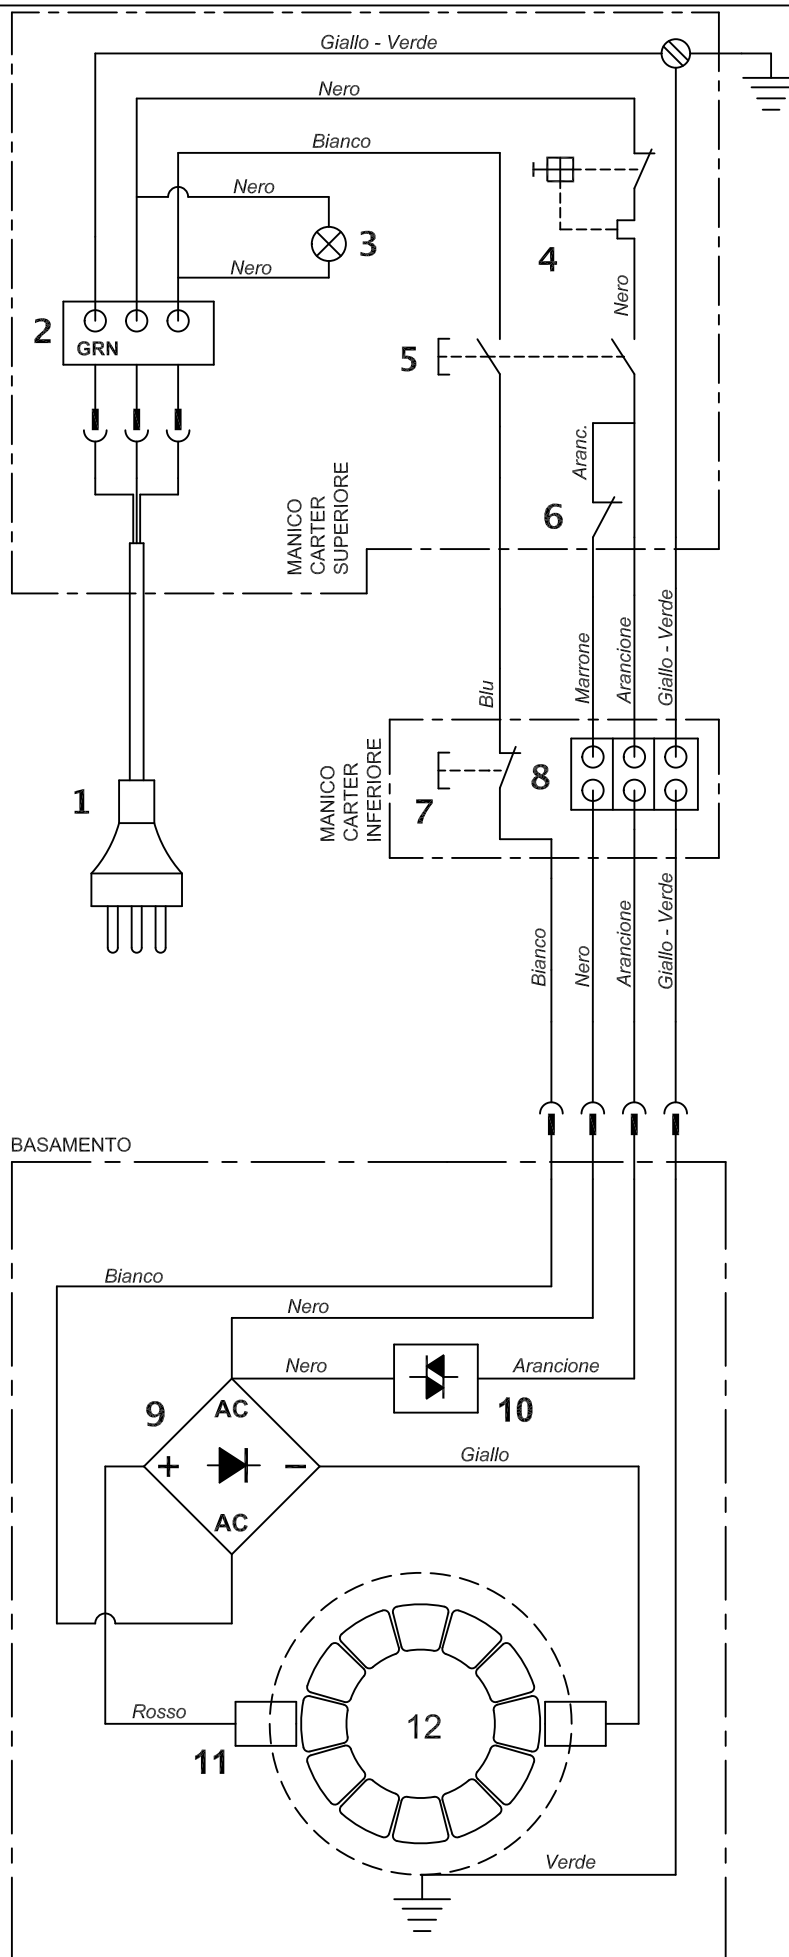 Giallo - Verde
Nero
Bianco
Nero
3
Nero
4
Nero
2
GRN
5
Aranc.
6
MANICO
CARTER
SUPERIORE
Blu
Marrone
Arancione
Giallo - Verde
1
MANICO
CARTER
INFERIORE
7
8
Bianco
Nero
Arancione
Giallo - Verde
BASAMENTO
Bianco
Nero
Nero
Arancione
9
AC
10
+
−
Giallo
AC
Rosso
12
11
Verde